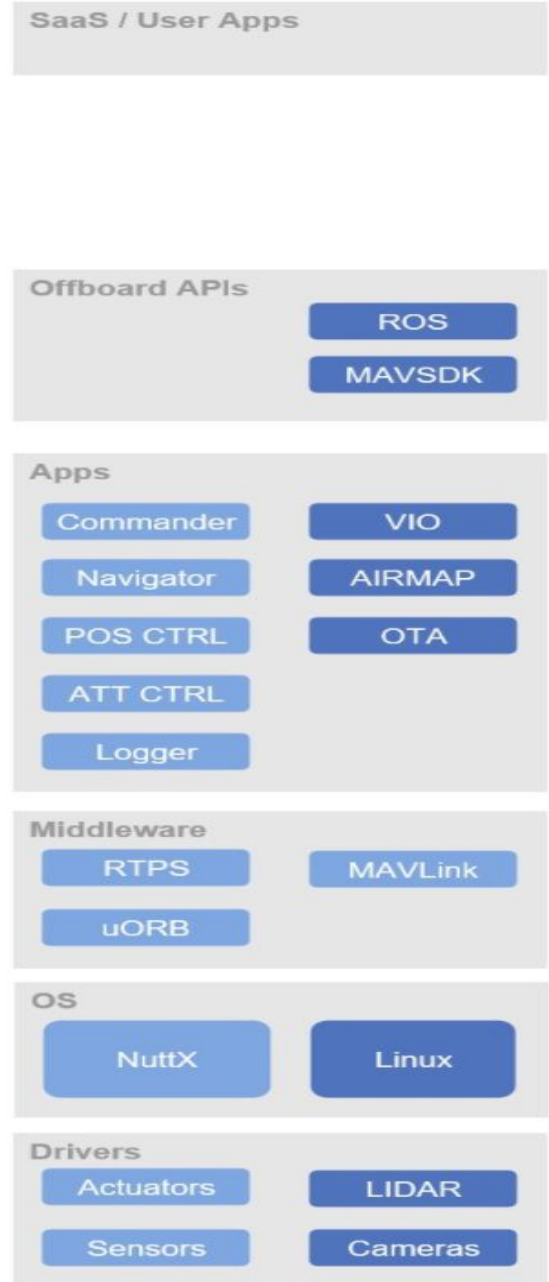 SaaS / User Apps
Offboard APIs
ROS
MAVSDK
Apps
Commander VIO
Navigator AIRMAP
POS CTRL OTA
ATT CTRL
Logger
Middleware
RTPS MAVLink
uORB
OS
NuttX Linux
Drivers
Actuators LIDAR
Sensors Cameras